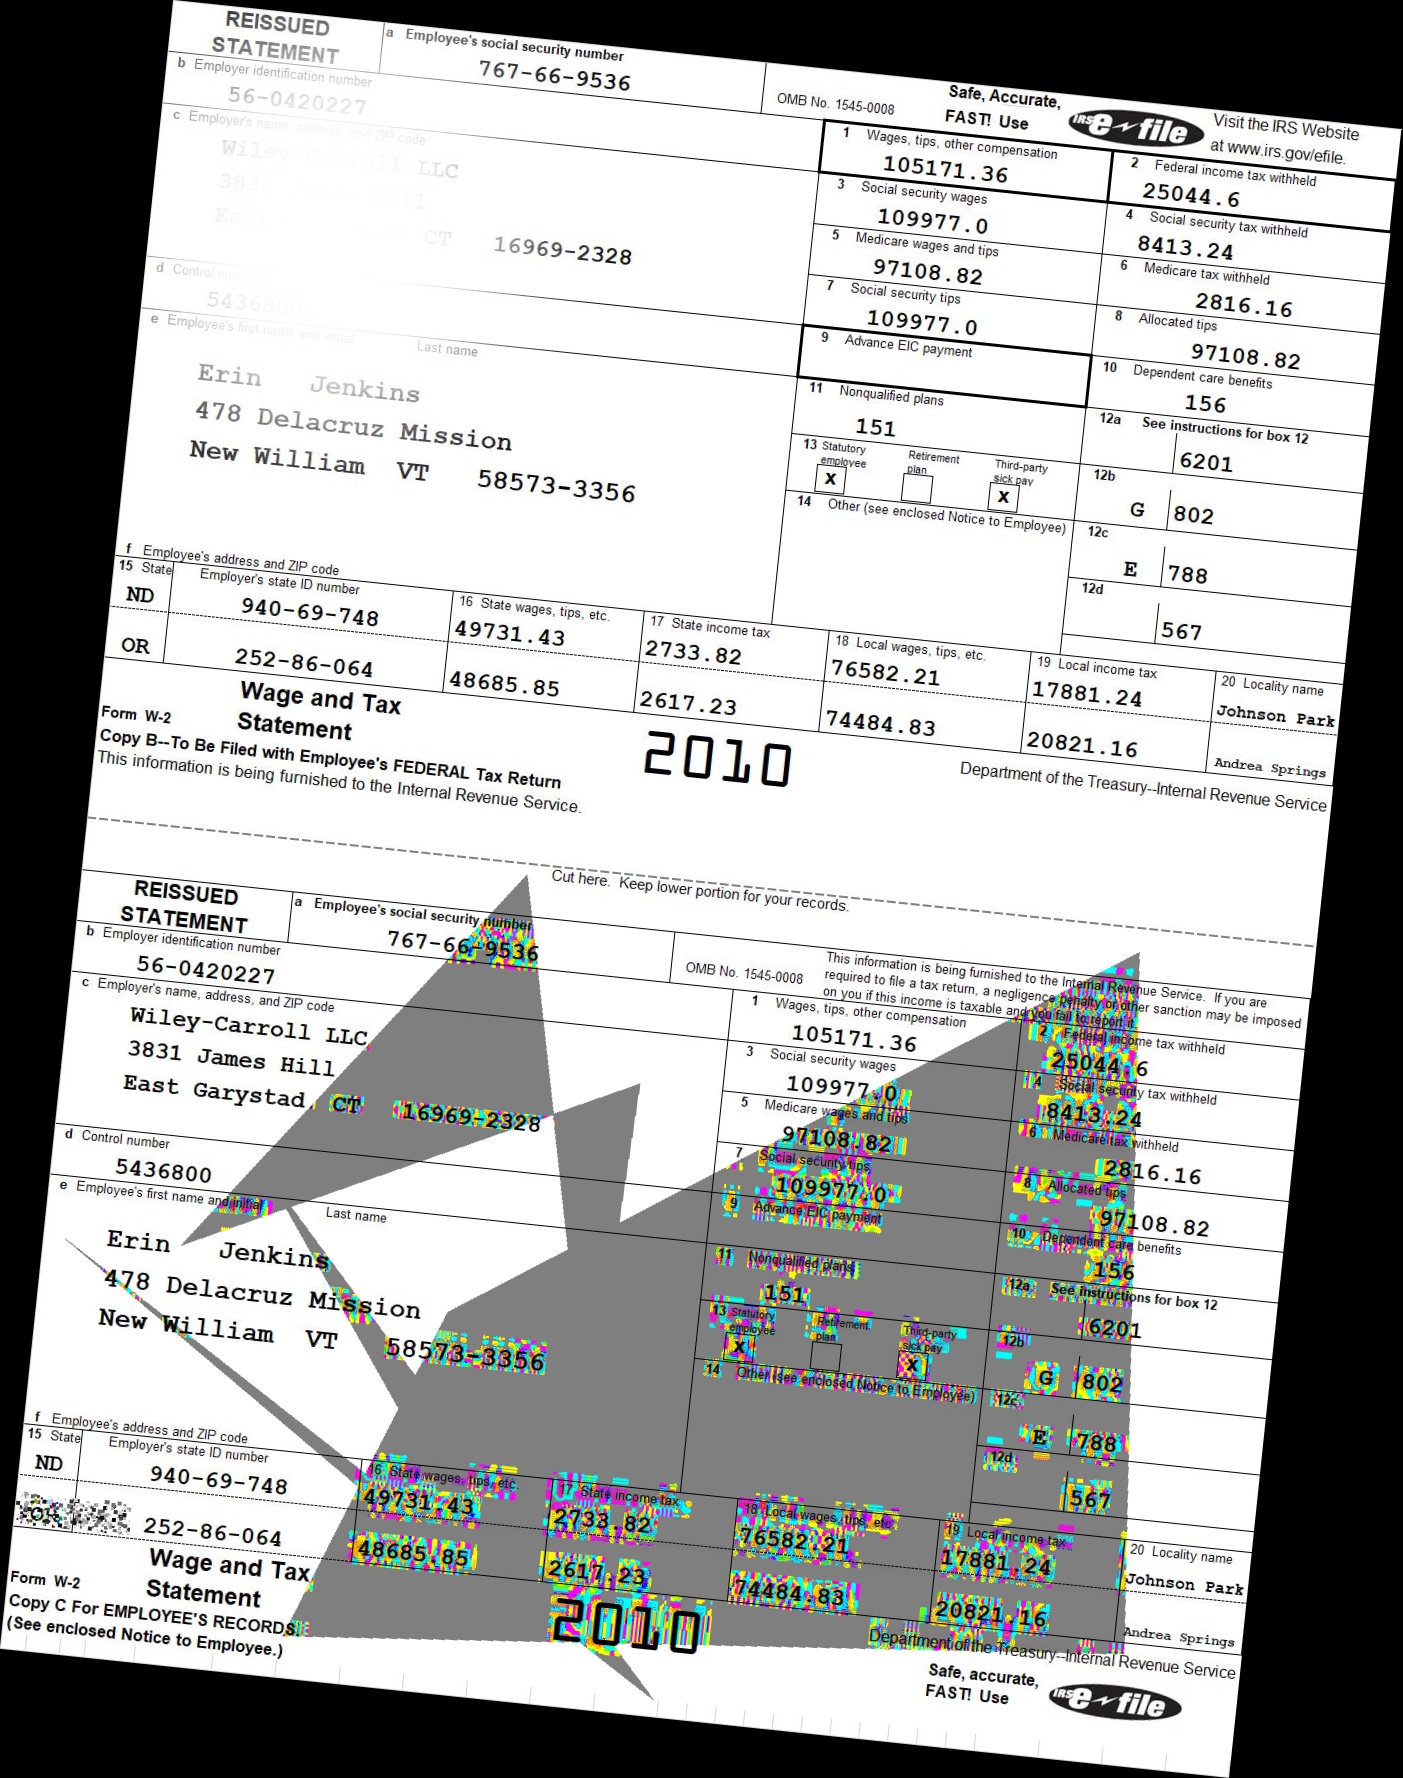 REISSUED
STATEMENT
a Employee's social security number
767-66-9536
OMB No. 1545-0008
Safe, Accurate,
FAST! Use
IRS e-file
Visit the IRS Website
at www.irs.gov/efile.
b Employer identification number
56-0420227
c Employer's name, address, and ZIP code
Wiley-Carroll LLC
3831 Hill
East CT 16969-2328
d Control number
5436800
e Employee's first name and initial Last name
Erin Jenkins
478 Delacruz Mission
New William VT 58573-3356
f Employee's address and ZIP code
1 Wages, tips, other compensation
105171.36
2 Federal income tax withheld
25044.6
3 Social security wages
109977.0
4 Social security tax withheld
8413.24
5 Medicare wages and tips
97108.82
6 Medicare tax withheld
2816.16
7 Social security tips
109977.0
8 Allocated tips
97108.82
9 Advance EIC payment
10 Dependent care benefits
156
11 Nonqualified plans
151
12a See instructions for box 12
6201
13 Statutory employee Retirement plan Third-party sick pay
X X
12b
G 802
14 Other (see enclosed Notice to Employee)
12c
E 788
12d
567
15 State Employer's state ID number
16 State wages, tips, etc.
17 State income tax
18 Local wages, tips, etc.
19 Local income tax
20 Locality name
ND 940-69-748 49731.43 2733.82 76582.21 17881.24 Johnson Park
OR 252-86-064 48685.85 2617.23 74484.83 20821.16 Andrea Springs
Wage and Tax
Statement
Form W-2
2010
Copy B--To Be Filed with Employee's FEDERAL Tax Return
This information is being furnished to the Internal Revenue Service.
Department of the Treasury--Internal Revenue Service
Cut here. Keep lower portion for your records.
REISSUED
STATEMENT
a Employee's social security number
767-66-9536
OMB No. 1545-0008
This information is being furnished to the Internal Revenue Service. If you are
required to file a tax return, a negligence penalty or other sanction may be imposed
on you if this income is taxable and you fail to report it.
b Employer identification number
56-0420227
c Employer's name, address, and ZIP code
Wiley-Carroll LLC
3831 James Hill
East Garystad CT 16969-2328
d Control number
5436800
e Employee's first name and initial Last name
Erin Jenkins
478 Delacruz Mission
New William VT 58573-3356
f Employee's address and ZIP code
1 Wages, tips, other compensation
105171.36
2 Federal income tax withheld
25044.6
3 Social security wages
109977.0
4 Social security tax withheld
8413.24
5 Medicare wages and tips
97108.82
6 Medicare tax withheld
2816.16
7 Social security tips
109977.0
8 Allocated tips
97108.82
9 Advance EIC payment
10 Dependent care benefits
156
11 Nonqualified plans
151
12a See instructions for box 12
6201
13 Statutory employee Retirement plan Third-party sick pay
X X
12b
G 802
14 Other (see enclosed Notice to Employee)
12c
E 788
12d
567
15 State Employer's state ID number
16 State wages, tips, etc.
17 State income tax
18 Local wages, tips, etc.
19 Local income tax
20 Locality name
ND 940-69-748 49731.43 2733.82 76582.21 17881.24 Johnson Park
252-86-064 48685.85 2617.23 74484.83 20821.16 Andrea Springs
Wage and Tax
Statement
Form W-2
2010
Copy C For EMPLOYEE'S RECORDS.
(See enclosed Notice to Employee.)
Department of the Treasury--Internal Revenue Service
Safe, accurate,
FAST! Use
IRS e-file